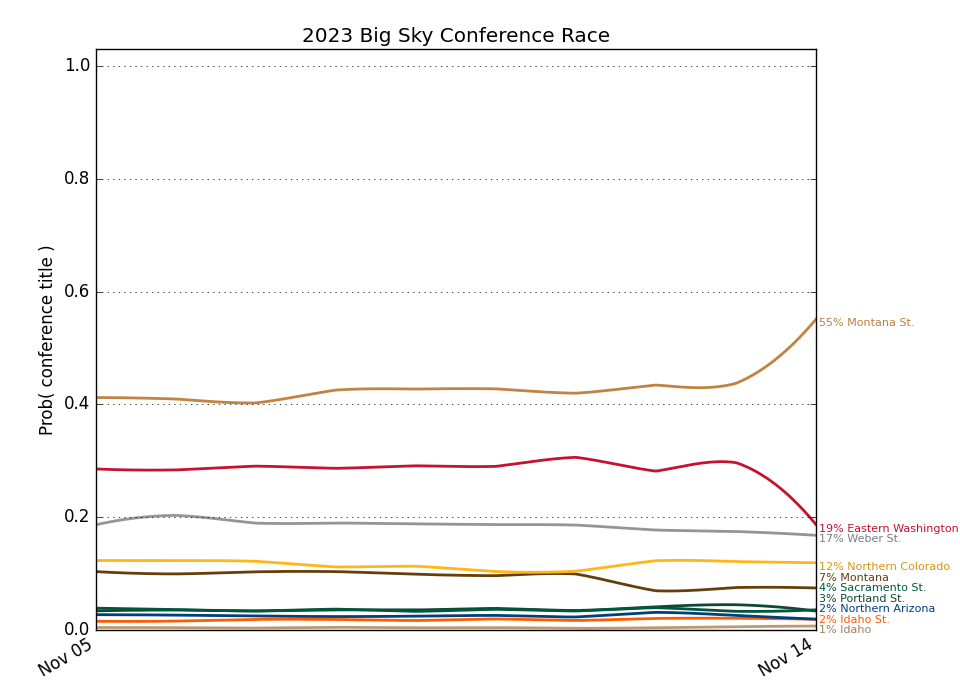 2023 Big Sky Conference Race
Prob( conference title )
1.0
0.8
0.6
0.4
0.2
0.0
Nov 05
Nov 14
55% Montana St.
19% Eastern Washington
17% Weber St.
12% Northern Colorado
7% Montana
4% Sacramento St.
3% Portland St.
2% Northern Arizona
2% Idaho St.
1% Idaho